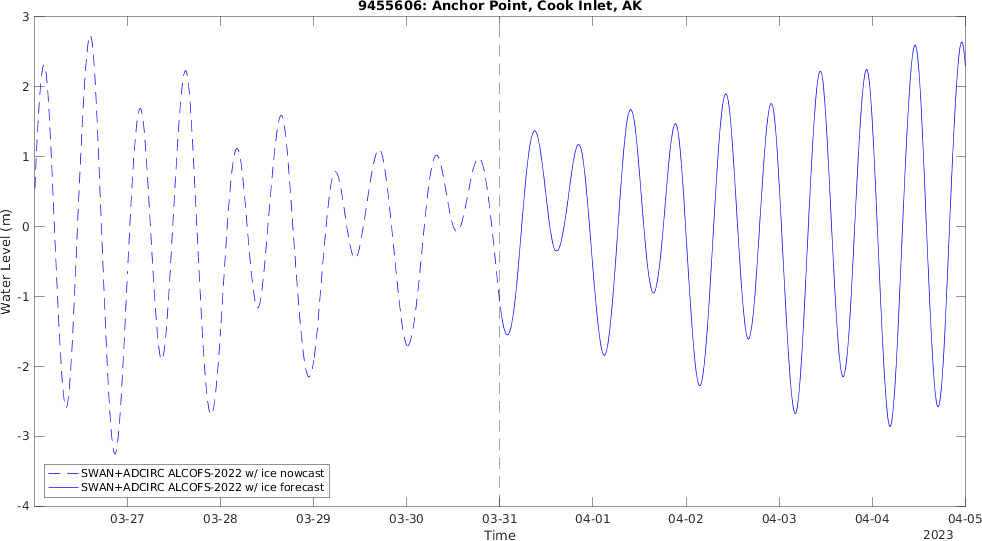 9455606: Anchor Point, Cook Inlet, AK
3
2
1
0
-1
-2
-3
-4
Water Level (m)
SWAN+ADCIRC ALCOFS-2022 w/ ice nowcast
SWAN+ADCIRC ALCOFS-2022 w/ ice forecast
03-27 03-28 03-29 03-30 03-31 04-01 04-02 04-03 04-04 04-05
Time
2023